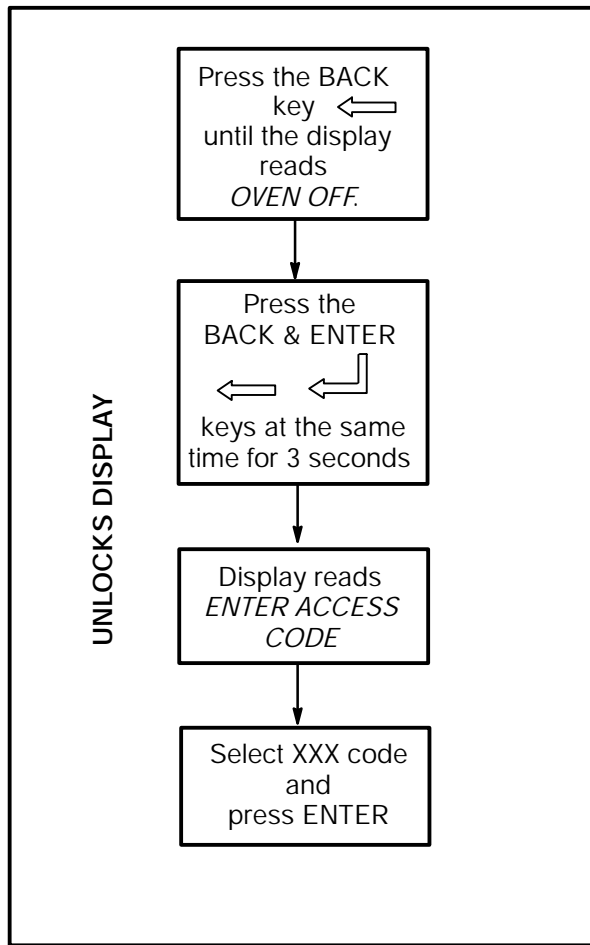 UNLOCKS DISPLAY
Press the BACK
key
until the display
reads
OVEN OFF.
Press the
BACK & ENTER
keys at the same
time for 3 seconds
Display reads
ENTER ACCESS
CODE
Select XXX code
and
press ENTER